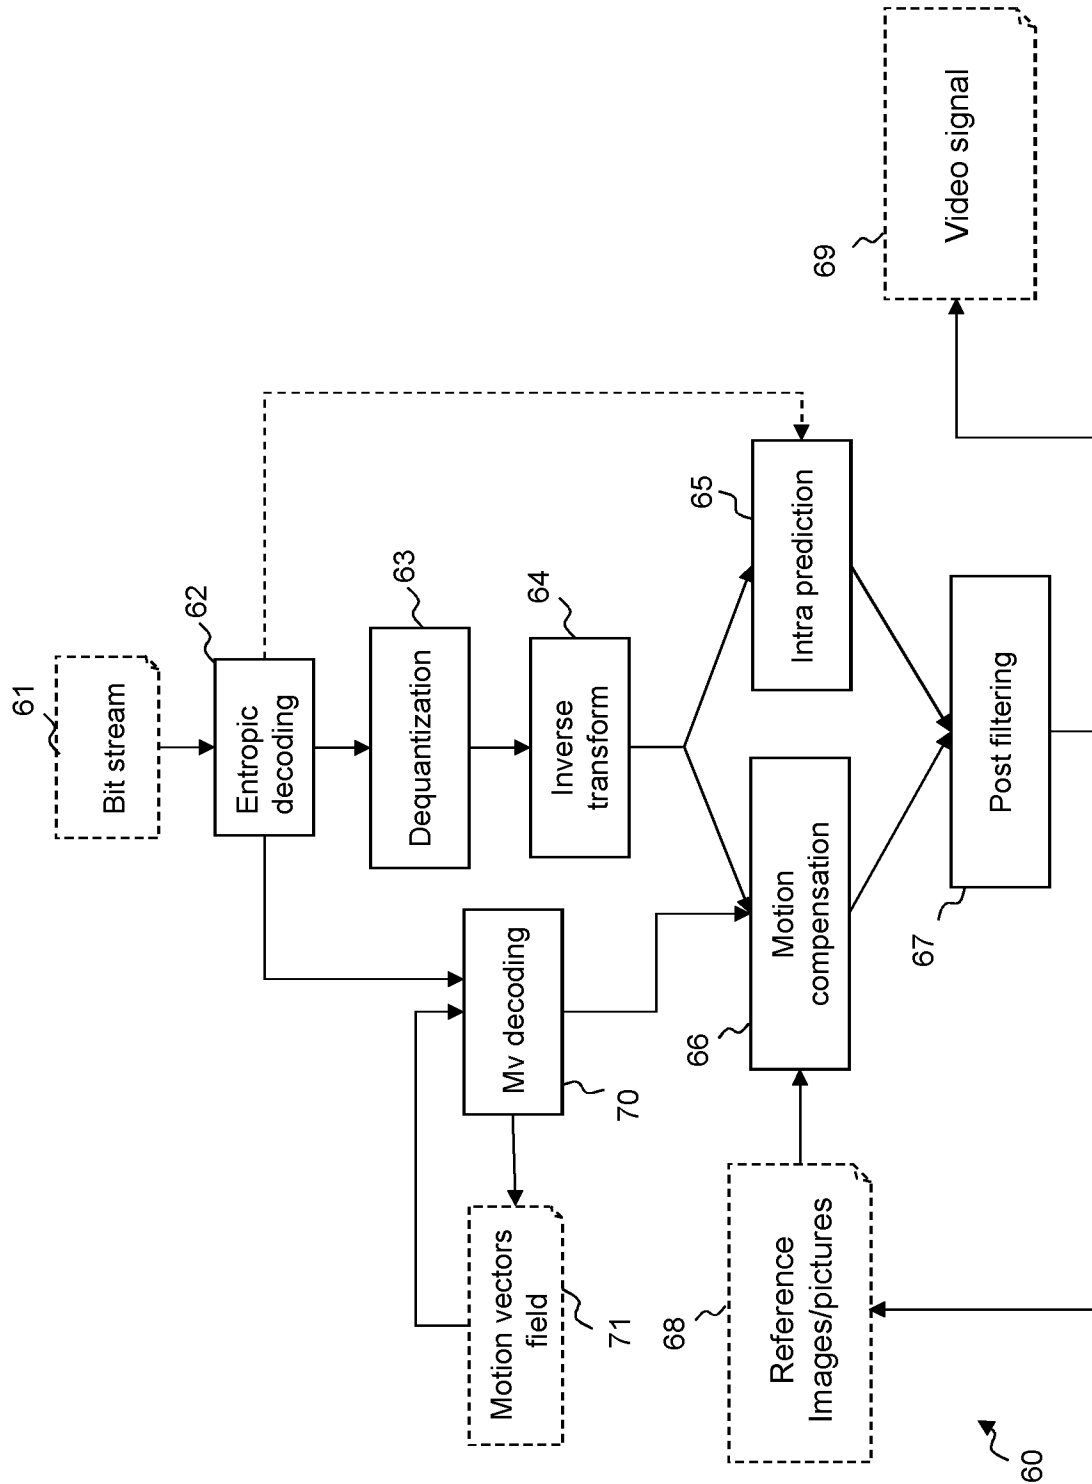 61
Bit stream
62
Entropic
decoding
63
Dequantization
64
Inverse
transform
65
Intra prediction
Mv decoding
70
Motion vectors
field
71
66
Motion
compensation
68
Reference
Images/pictures
67
Post filtering
69
Video signal
60